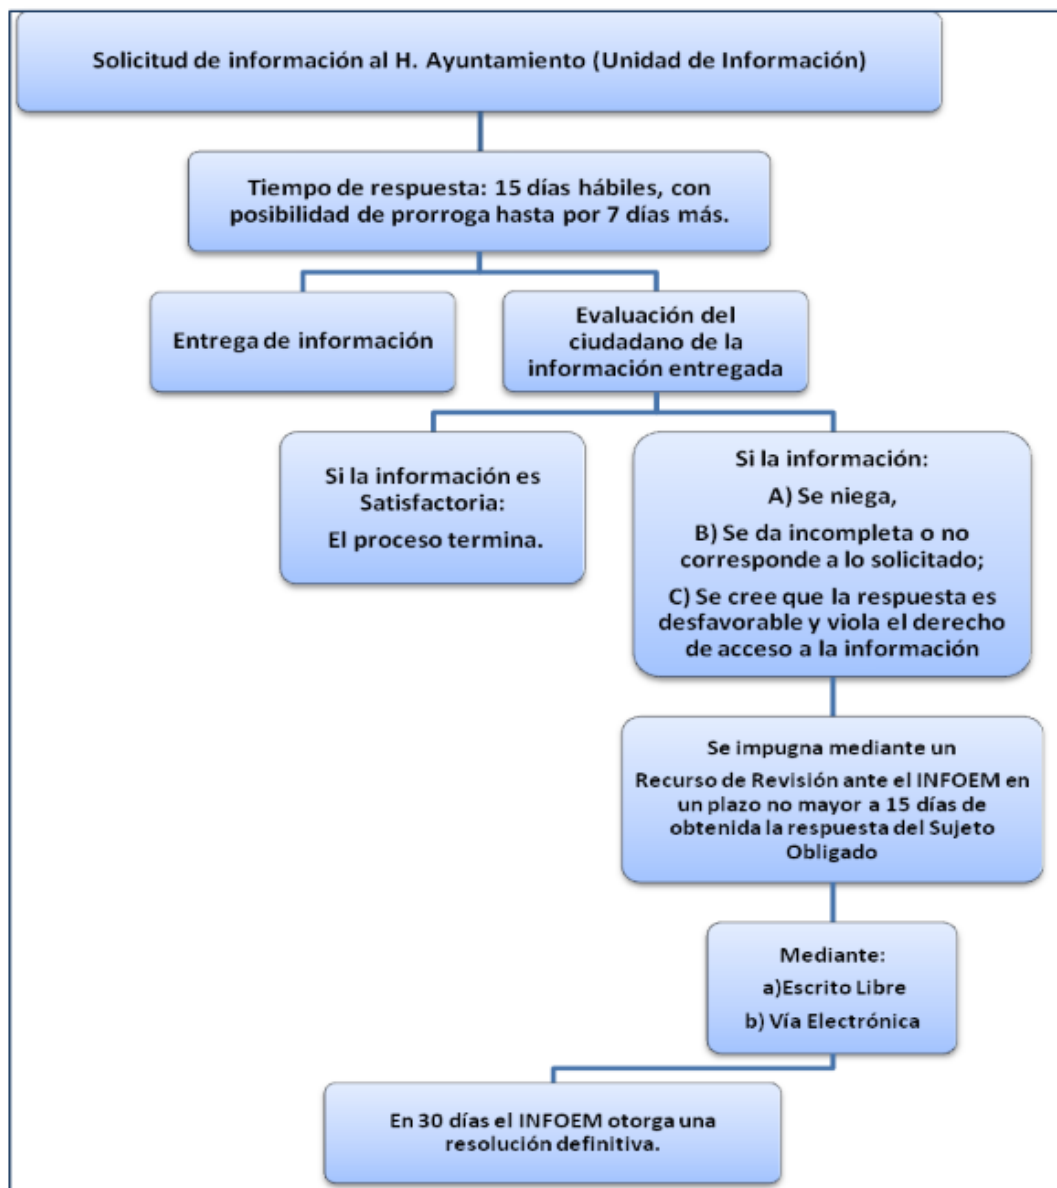 Solicitud de información al H. Ayuntamiento (Unidad de Información)
Tiempo de respuesta: 15 días hábiles, con
posibilidad de prorroga hasta por 7 días más.
Entrega de información
Evaluación del
ciudadano de la
información entregada
Si la información es
Satisfactoria:
El proceso termina.
Si la información:
A) Se niega,
B) Se da incompleta o no
corresponde a lo solicitado;
C) Se cree que la respuesta es
desfavorable y viola el derecho
de acceso a la información
Se impugna mediante un
Recurso de Revisión ante el INFOEM en
un plazo no mayor a 15 días de
obtenida la respuesta del Sujeto
Obligado
Mediante:
a)Escrito Libre
b) Vía Electrónica
En 30 días el INFOEM otorga una
resolución definitiva.